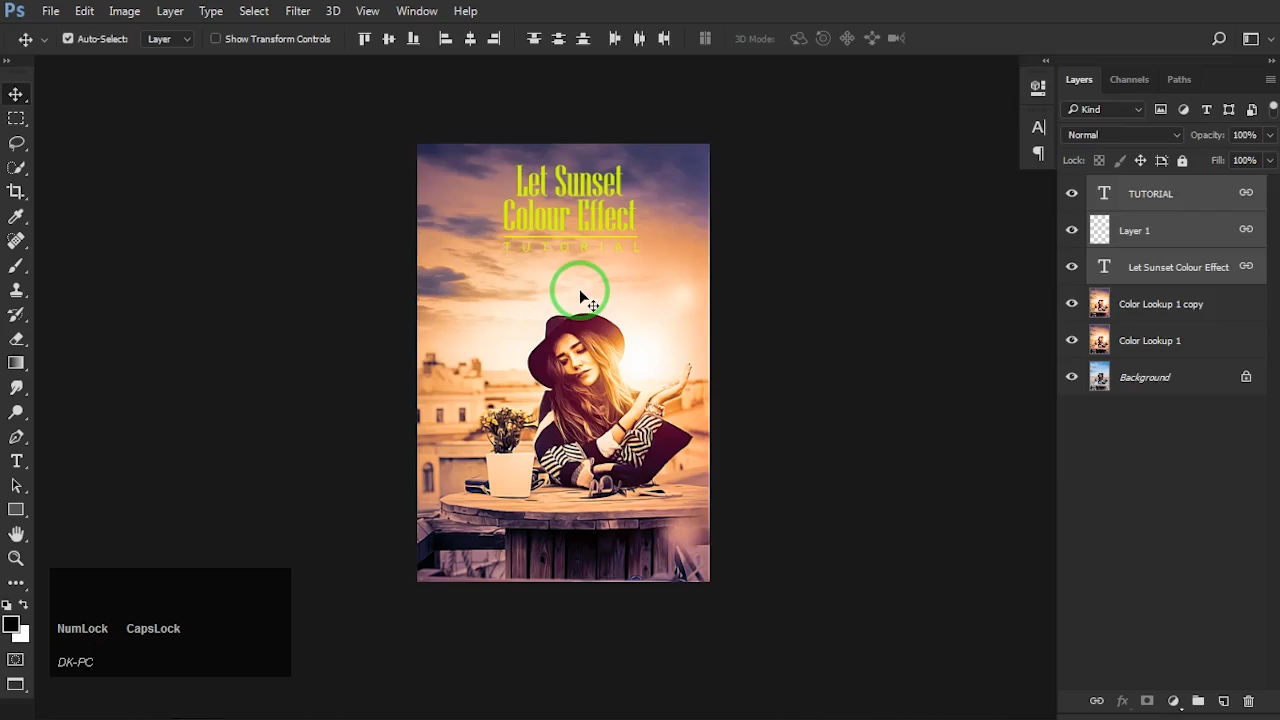 Ps File Edit Image Layer Type Select Filter 3D View Window Help
Auto-Select: Layer Show Transform Controls 3D Mode:
Layers Channels Paths
Kind
Normal Opacity: 100%
Lock: Fill: 100%
T TUTORIAL
Layer 1
T Let Sunset Colour Effect
Color Lookup 1 copy
Color Lookup 1
Background
Let Sunset
Colour Effect
TUTORIAL
NumLock CapsLock
DK-PC
fx